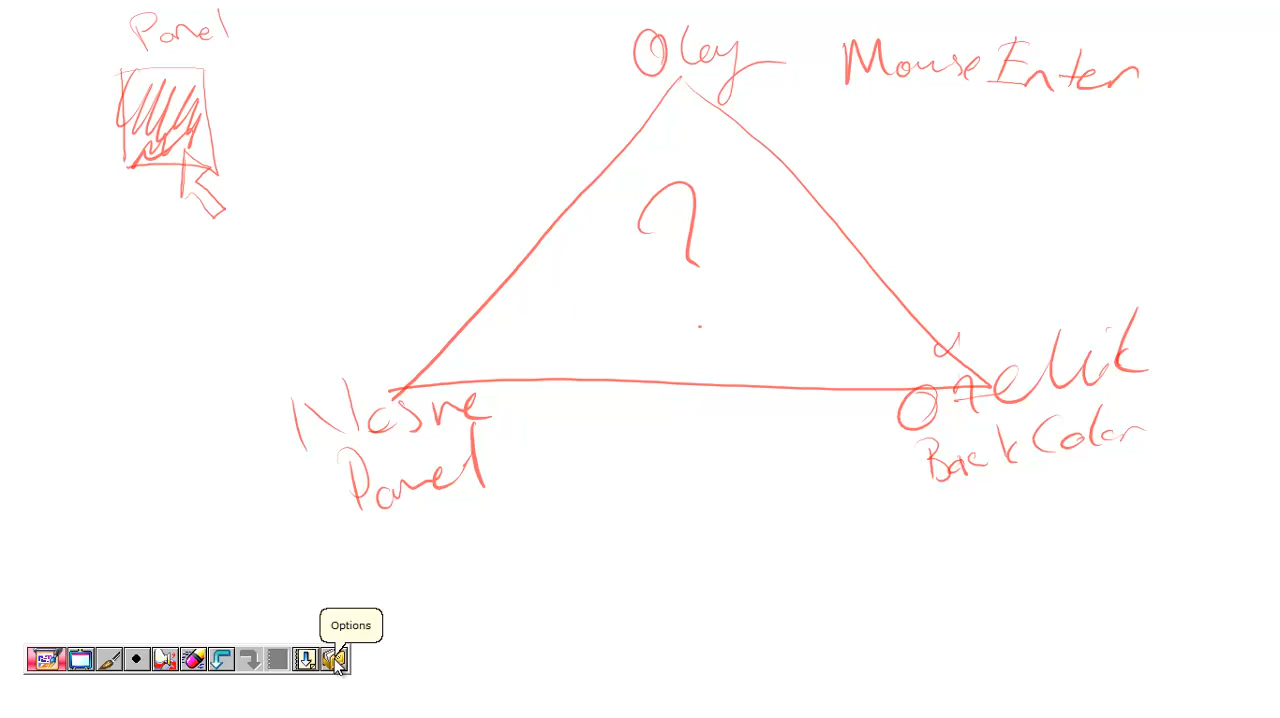 Panel
Olay
MouseEnter
?
Nesne
Panel
Özellik
BackColor
Options